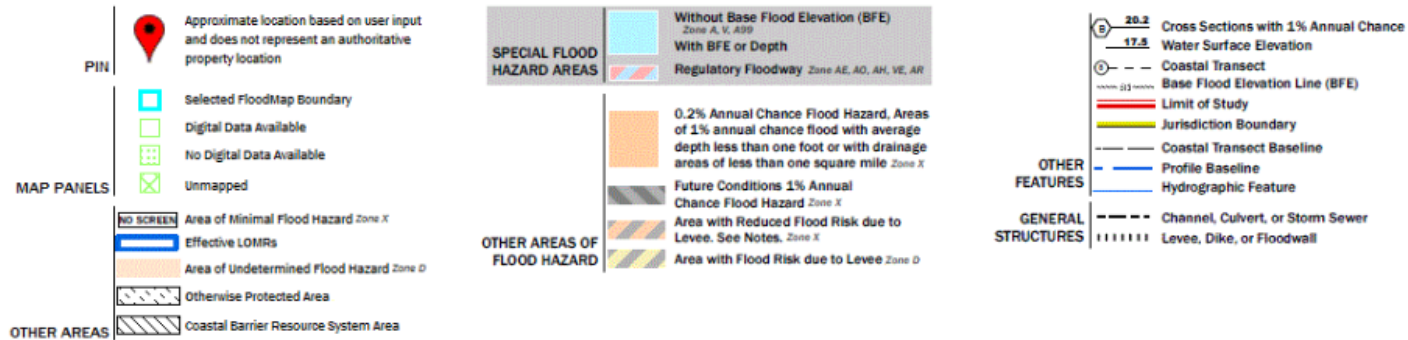 PIN
Approximate location based on user input
and does not represent an authoritative
property location
MAP PANELS
Selected FloodMap Boundary
Digital Data Available
No Digital Data Available
Unmapped
OTHER AREAS
NO SCREEN Area of Minimal Flood Hazard Zone X
Effective LOMRs
Area of Undetermined Flood Hazard Zone D
Otherwise Protected Area
Coastal Barrier Resource System Area
SPECIAL FLOOD
HAZARD AREAS
Without Base Flood Elevation (BFE)
Zone A, V, A99
With BFE or Depth
Regulatory Floodway Zone AE, AO, AH, VE, AR
OTHER AREAS OF
FLOOD HAZARD
0.2% Annual Chance Flood Hazard, Areas
of 1% annual chance flood with average
depth less than one foot or with drainage
areas of less than one square mile Zone X
Future Conditions 1% Annual
Chance Flood Hazard Zone X
Area with Reduced Flood Risk due to
Levee. See Notes. Zone X
Area with Flood Risk due to Levee Zone D
OTHER
FEATURES
B 20.2 Cross Sections with 1% Annual Chance
17.5 Water Surface Elevation
Coastal Transect
Base Flood Elevation Line (BFE)
Limit of Study
Jurisdiction Boundary
Coastal Transect Baseline
Profile Baseline
Hydrographic Feature
GENERAL
STRUCTURES
Channel, Culvert, or Storm Sewer
Levee, Dike, or Floodwall